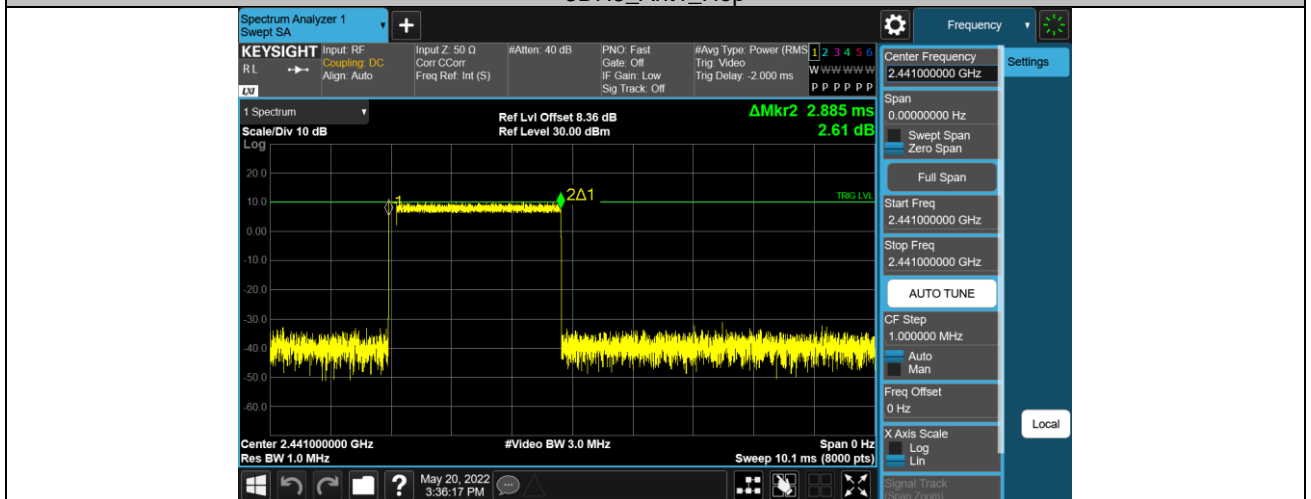 Spectrum Analyzer 1
Swept SA
Frequency
KEYSIGHT
RL
LXI
Input: RF
Coupling: DC
Align: Auto
Input Z: 50 Ω
Corr CCorr
Freq Ref: Int (S)
#Atten: 40 dB
PNO: Fast
Gate: Off
IF Gain: Low
Sig Track: Off
#Avg Type: Power (RMS
Trig: Video
Trig Delay: -2.000 ms
1 2 3 4 5 6
W W W W W W
P P P P P P
1 Spectrum
Scale/Div 10 dB
Ref Lvl Offset 8.36 dB
Ref Level 30.00 dBm
ΔMkr2 2.885 ms
2.61 dB
Log
20.0
10.0
0.00
-10.0
-20.0
-30.0
-40.0
-50.0
-60.0
1
2Δ1
TRIG LVL
Center 2.441000000 GHz
Res BW 1.0 MHz
#Video BW 3.0 MHz
Span 0 Hz
Sweep 10.1 ms (8000 pts)
?
May 20, 2022
3:36:17 PM
Center Frequency
2.441000000 GHz
Settings
Span
0.00000000 Hz
Swept Span
Zero Span
Full Span
Start Freq
2.441000000 GHz
Stop Freq
2.441000000 GHz
AUTO TUNE
CF Step
1.000000 MHz
Auto
Man
Freq Offset
0 Hz
X Axis Scale
Log
Lin
Signal Track
(Span Zoom)
Local